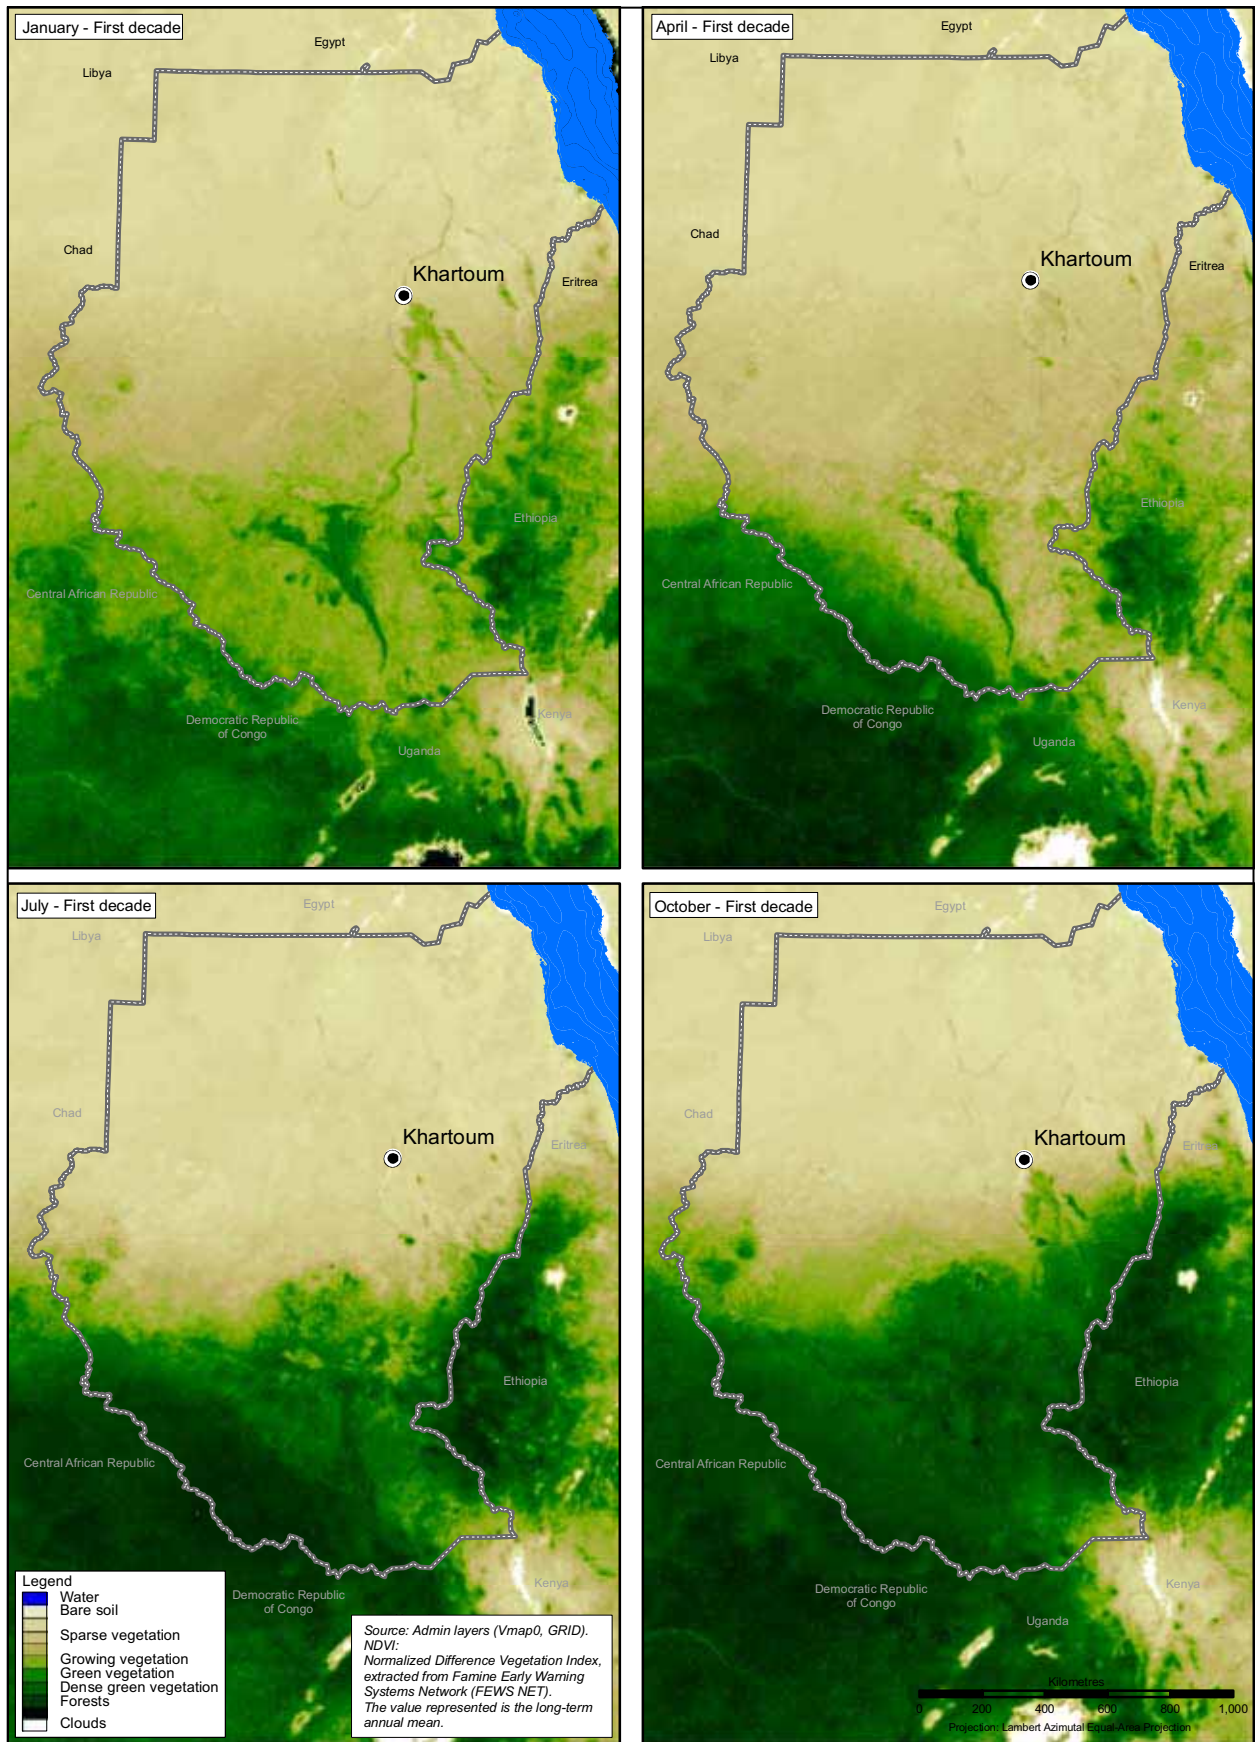 January - First decade
Egypt
Libya
Chad
Khartoum
Eritrea
Ethiopia
Central African Republic
Democratic Republic
of Congo
Kenya
Uganda
April - First decade
Egypt
Libya
Chad
Khartoum
Eritrea
Ethiopia
Central African Republic
Democratic Republic
of Congo
Kenya
Uganda
July - First decade
Egypt
Libya
Chad
Khartoum
Eritrea
Ethiopia
Central African Republic
Democratic Republic
of Congo
Kenya
Legend
Water
Bare soil
Sparse vegetation
Growing vegetation
Green vegetation
Dense green vegetation
Forests
Clouds
Source: Admin layers (Vmap0, GRID).
NDVI:
Normalized Difference Vegetation Index,
extracted from Famine Early Warning
Systems Network (FEWS NET).
The value represented is the long-term
annual mean.
October - First decade
Egypt
Libya
Chad
Khartoum
Eritrea
Ethiopia
Central African Republic
Democratic Republic
of Congo
Kenya
Uganda
Kilometres
0 200 400 600 800 1,000
Projection: Lambert Azimutal Equal-Area Projection